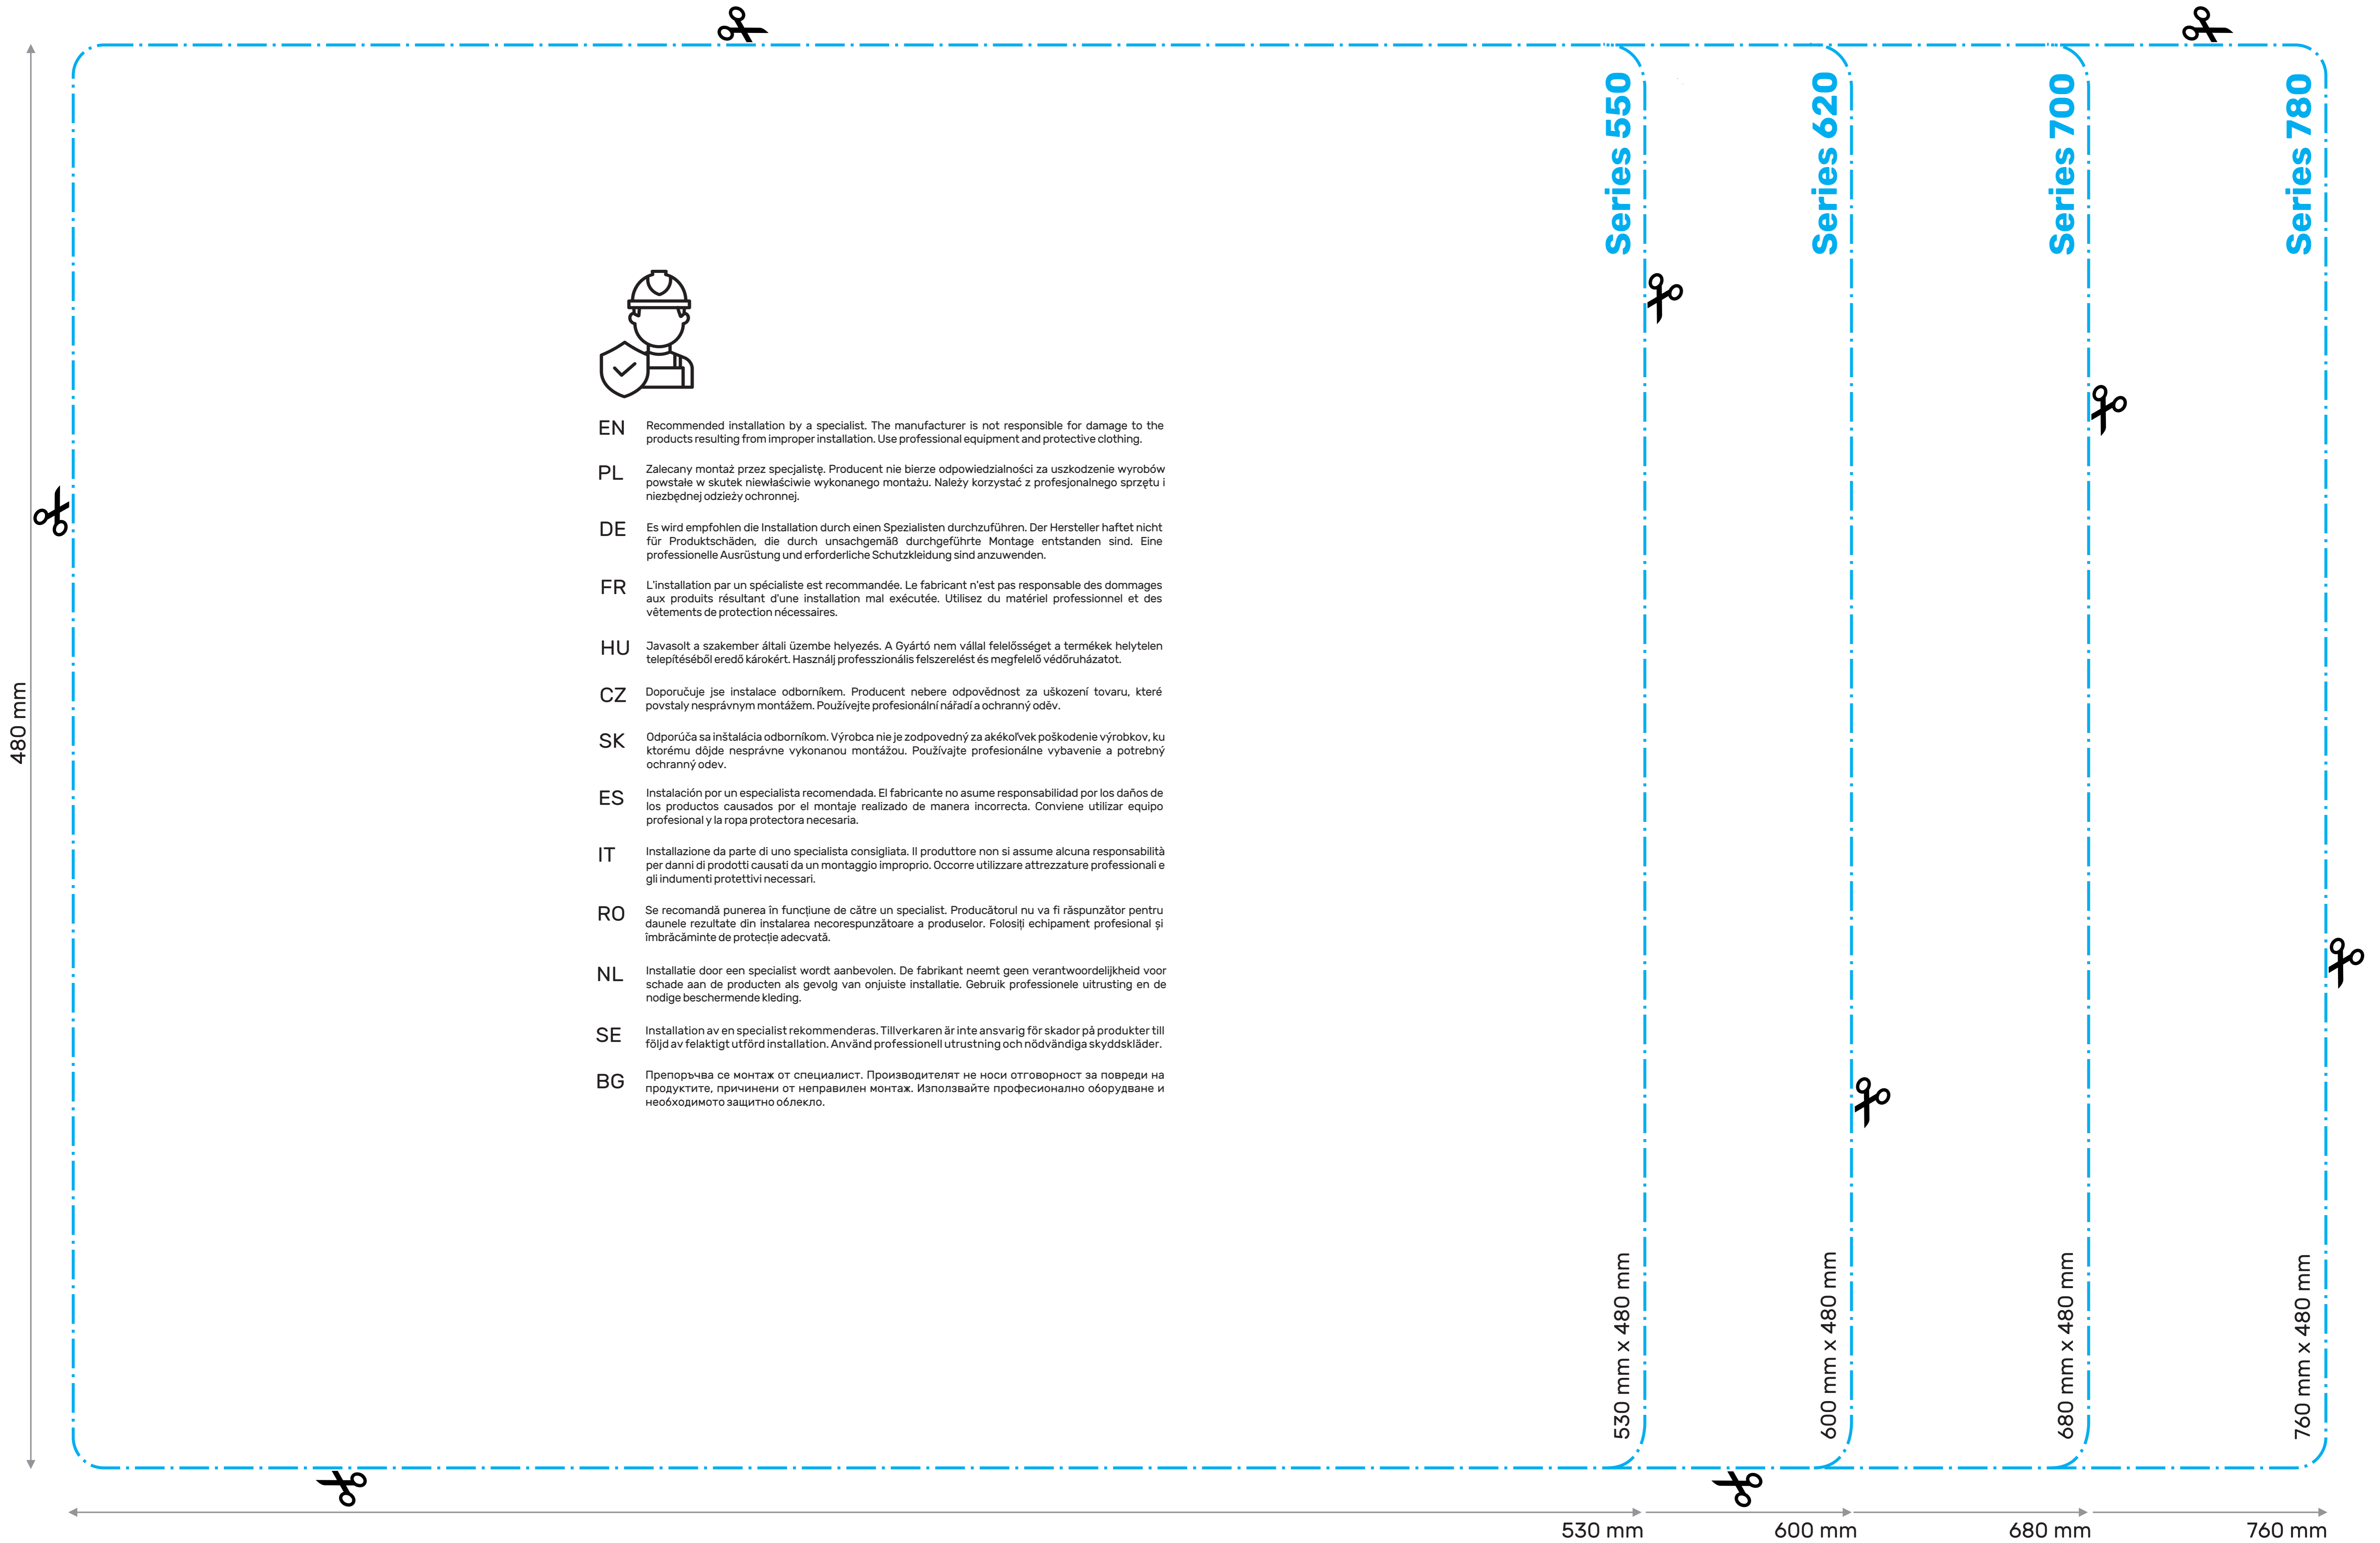 Series 550
Series 620
Series 700
Series 780
480 mm
EN
Recommended installation by a specialist. The manufacturer is not responsible for damage to the
products resulting from improper installation. Use professional equipment and protective clothing.
PL
Zalecany montaż przez specjalistę. Producent nie bierze odpowiedzialności za uszkodzenie wyrobów
powstałe w skutek niewłaściwie wykonanego montażu. Należy korzystać z profesjonalnego sprzętu i
niezbędnej odzieży ochronnej.
DE
Es wird empfohlen die Installation durch einen Spezialisten durchzuführen. Der Hersteller haftet nicht
für Produktschäden, die durch unsachgemäß durchgeführte Montage entstanden sind. Eine
professionelle Ausrüstung und erforderliche Schutzkleidung sind anzuwenden.
FR
L'installation par un spécialiste est recommandée. Le fabricant n'est pas responsable des dommages
aux produits résultant d'une installation mal exécutée. Utilisez du matériel professionnel et des
vêtements de protection nécessaires.
HU
Javasolt a szakember általi üzembe helyezés. A Gyártó nem vállal felelősséget a termékek helytelen
telepítéséből eredő károkért. Használj professzionális felszerelést és megfelelő védőruházatot.
CZ
Doporučuje jse instalace odborníkem. Producent nebere odpovědnost za uškození tovaru, které
povstaly nesprávnym montážem. Používejte profesionální nářadí a ochranný oděv.
SK
Odporúča sa inštalácia odborníkom. Výrobca nie je zodpovedný za akékoľvek poškodenie výrobkov, ku
ktorému dôjde nesprávne vykonanou montážou. Používajte profesionálne vybavenie a potrebný
ochranný odev.
ES
Instalación por un especialista recomendada. El fabricante no asume responsabilidad por los daños de
los productos causados por el montaje realizado de manera incorrecta. Conviene utilizar equipo
profesional y la ropa protectora necesaria.
IT
Installazione da parte di uno specialista consigliata. Il produttore non si assume alcuna responsabilità
per danni di prodotti causati da un montaggio improprio. Occorre utilizzare attrezzature professionali e
gli indumenti protettivi necessari.
RO
Se recomandă punerea în funcțiune de către un specialist. Producătorul nu va fi răspunzător pentru
daunele rezultate din instalarea necorespunzătoare a produselor. Folosiți echipament profesional și
îmbrăcăminte de protecție adecvată.
NL
Installatie door een specialist wordt aanbevolen. De fabrikant neemt geen verantwoordelijkheid voor
schade aan de producten als gevolg van onjuiste installatie. Gebruik professionele uitrusting en de
nodige beschermende kleding.
SE
Installation av en specialist rekommenderas. Tillverkaren är inte ansvarig för skador på produkter till
följd av felaktigt utförd installation. Använd professionell utrustning och nödvändiga skyddskläder.
BG
Препоръчва се монтаж от специалист. Производителят не носи отговорност за повреди на
продуктите, причинени от неправилен монтаж. Използвайте професионално оборудване и
необходимото защитно облекло.
530 mm x 480 mm
600 mm x 480 mm
680 mm x 480 mm
760 mm x 480 mm
530 mm
600 mm
680 mm
760 mm